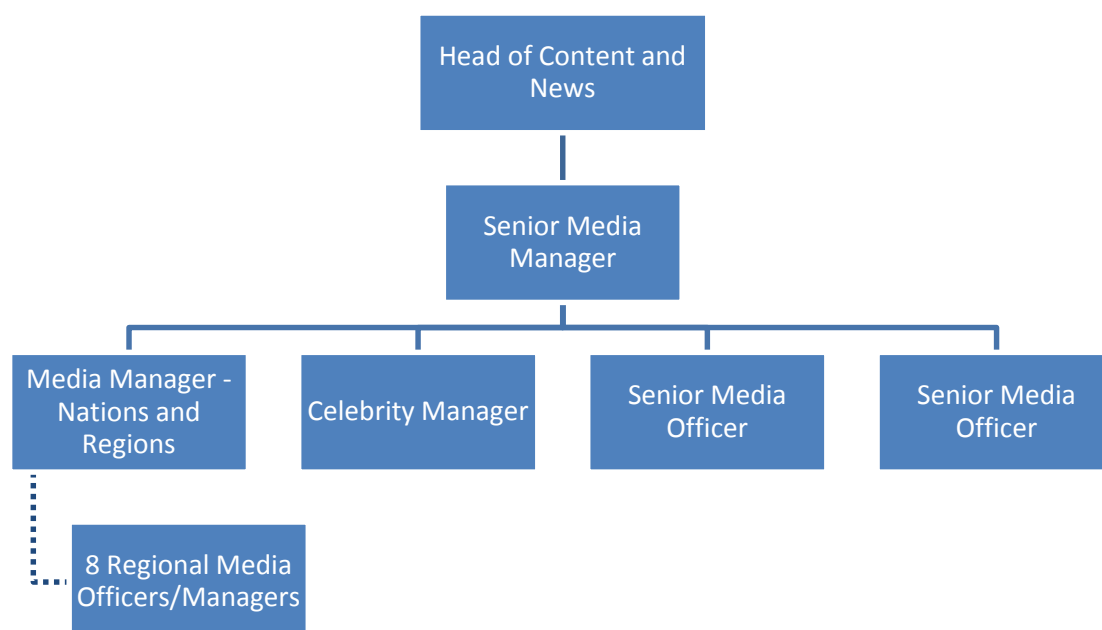 Head of Content and
News
Senior Media
Manager
Media Manager -
Nations and
Regions
Celebrity Manager
Senior Media
Officer
Senior Media
Officer
8 Regional Media
Officers/Managers